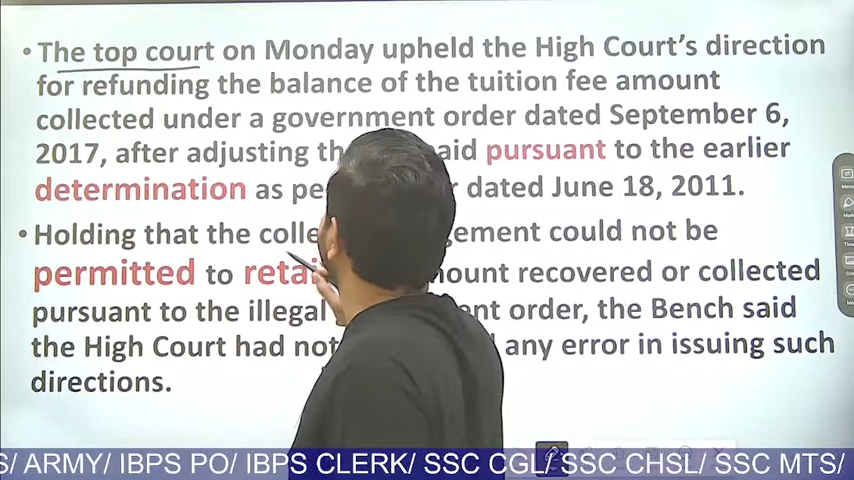 • The top court on Monday upheld the High Court's direction
for refunding the balance of the tuition fee amount
collected under a government order dated September 6,
2017, after adjusting the aid pursuant to the earlier
determination as pe r dated June 18, 2011.
• Holding that the colle gement could not be
permitted to retai mount recovered or collected
pursuant to the illegal ent order, the Bench said
the High Court had not any error in issuing such
directions.
S/ ARMY/ IBPS PO/ IBPS CLERK/ SSC CGL/ SSC CHSL/ SSC MTS/